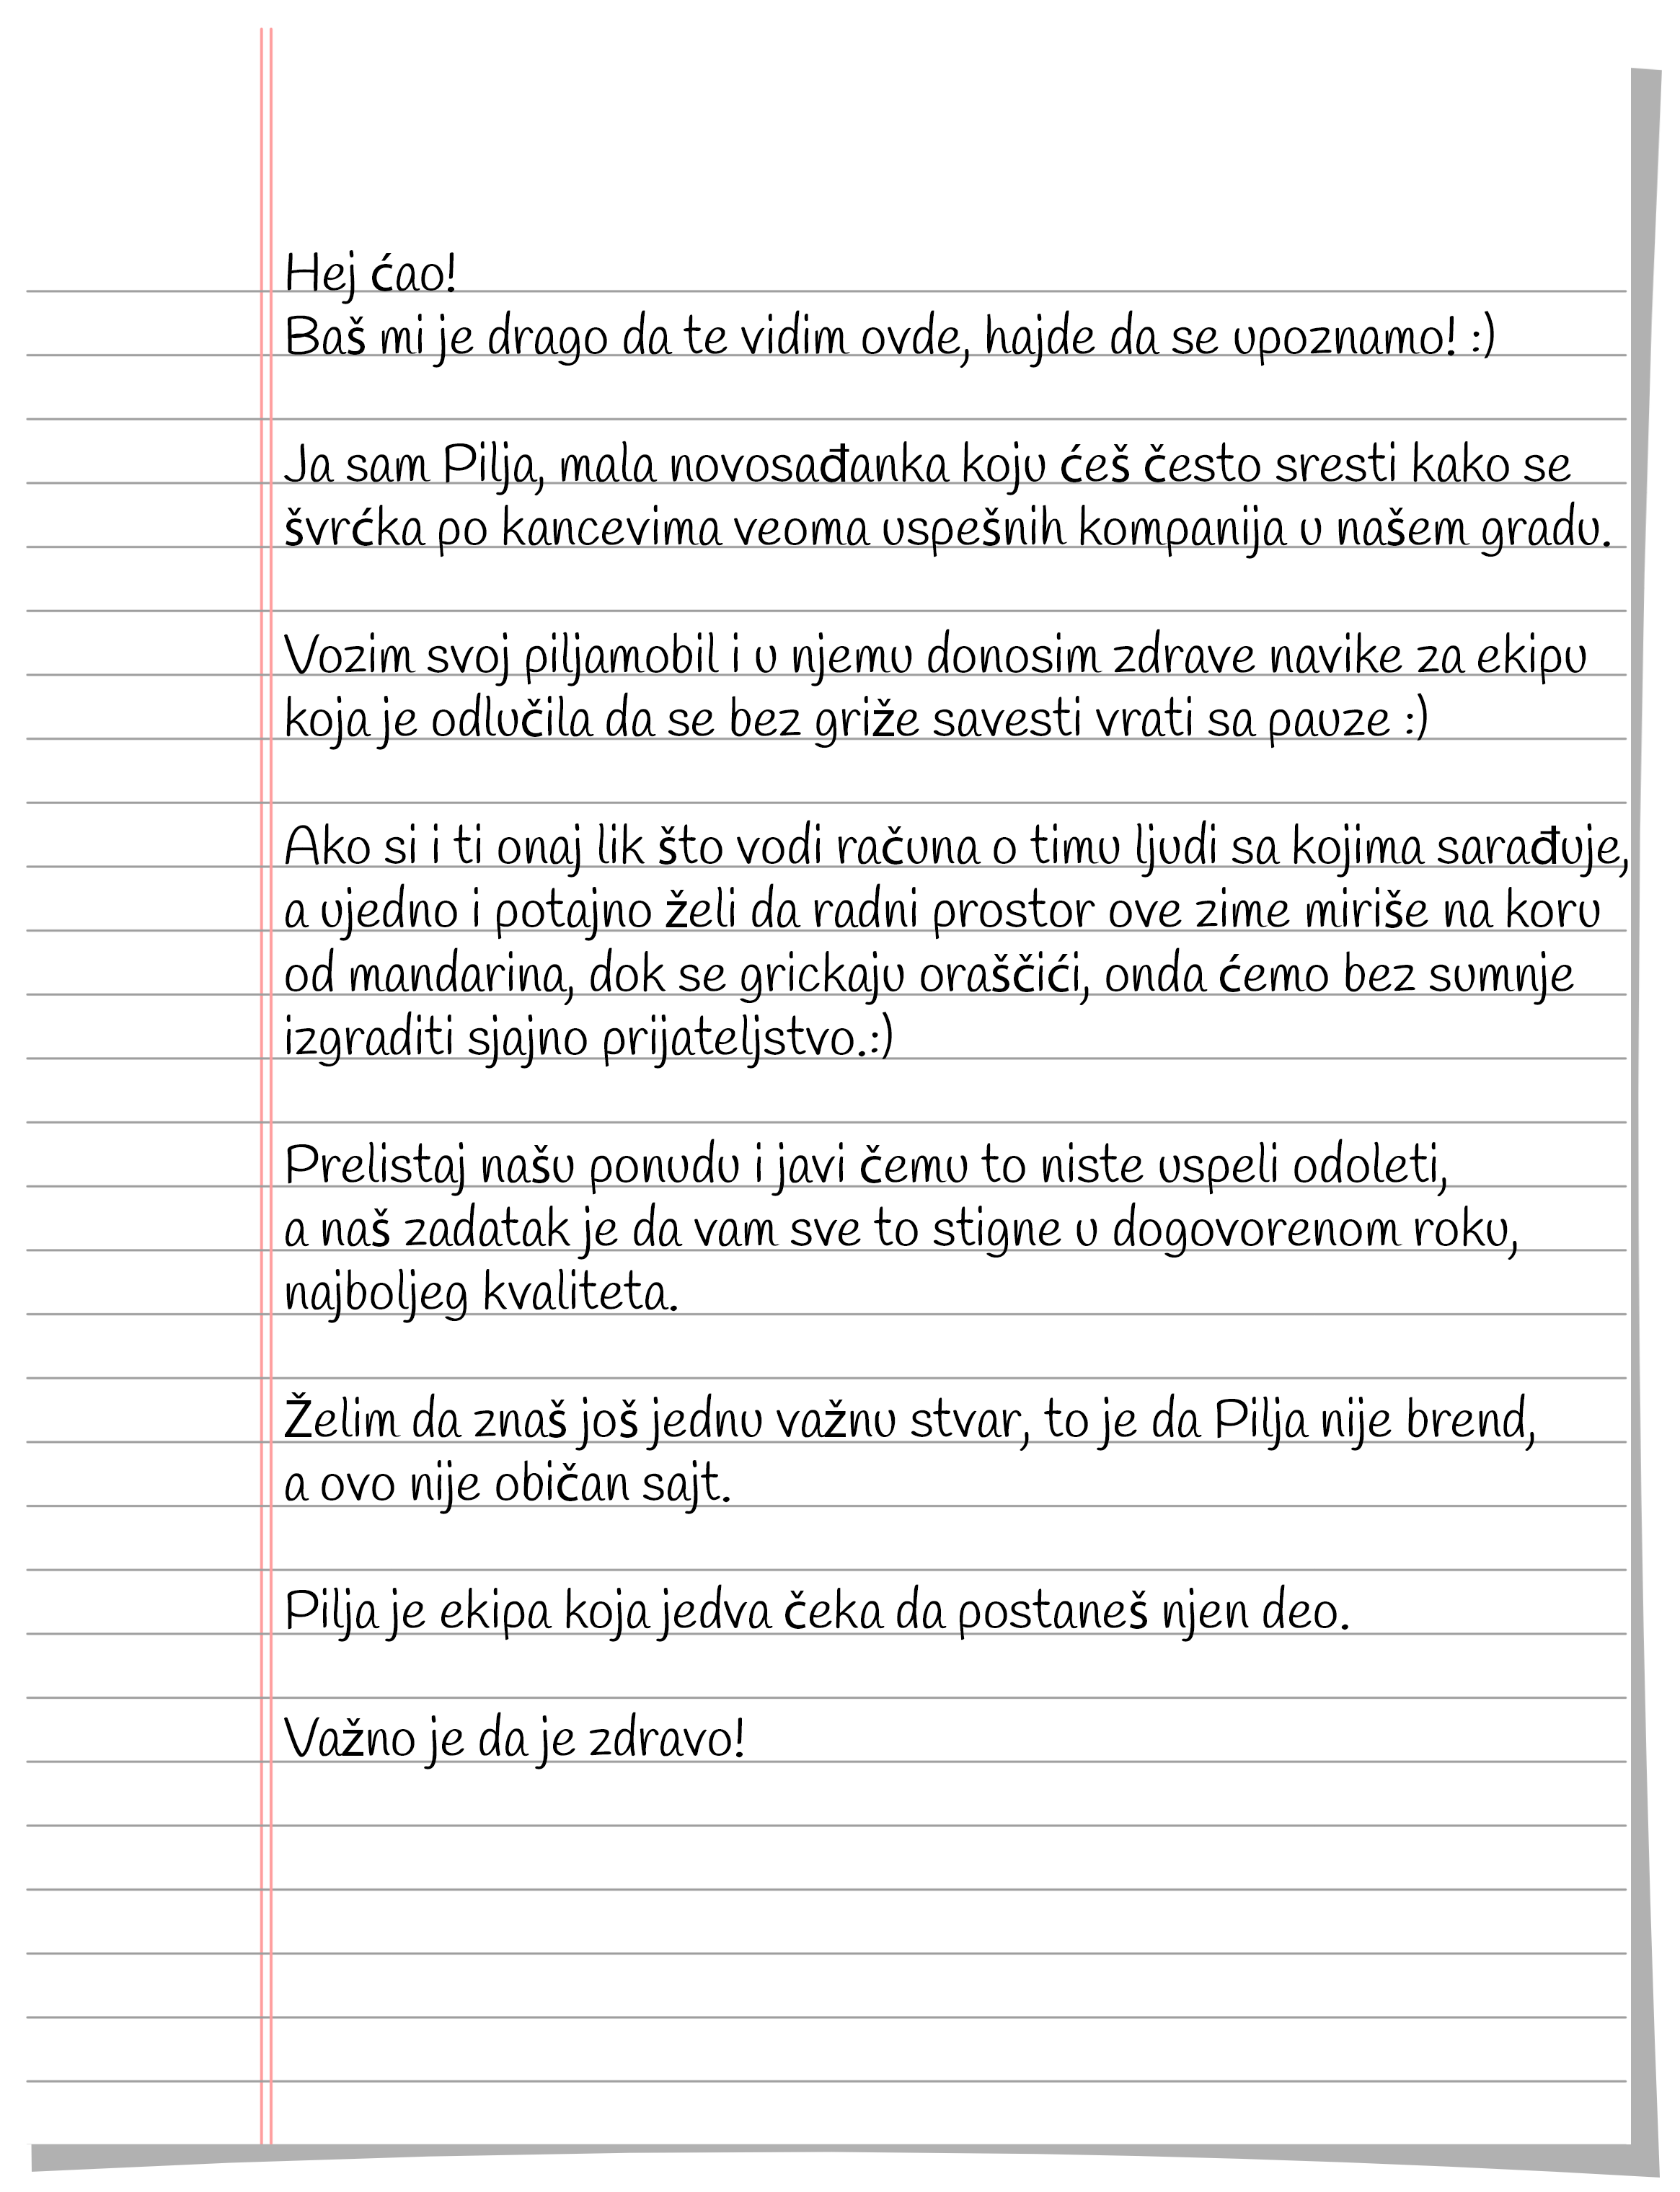 Hej ćao!
Baš mi je drago da te vidim ovde, hajde da se upoznamo! :)
Ja sam Pilja, mala novosađanka koju ćeš često sresti kako se
švrćka po kancevima veoma uspešnih kompanija u našem gradu.
Vozim svoj piljamobil i u njemu donosim zdrave navike za ekipu
koja je odlučila da se bez griže savesti vrati sa pauze :)
Ako si i ti onaj lik što vodi računa o timu ljudi sa kojima sarađuje,
a ujedno i potajno želi da radni prostor ove zime miriše na koru
od mandarina, dok se grickaju oraščići, onda ćemo bez sumnje
izgraditi sjajno prijateljstvo.:)
Prelistaj našu ponudu i javi čemu to niste uspeli odoleti,
a naš zadatak je da vam sve to stigne u dogovorenom roku,
najboljeg kvaliteta.
Želim da znaš još jednu važnu stvar, to je da Pilja nije brend,
a ovo nije običan sajt.
Pilja je ekipa koja jedva čeka da postaneš njen deo.
Važno je da je zdravo!